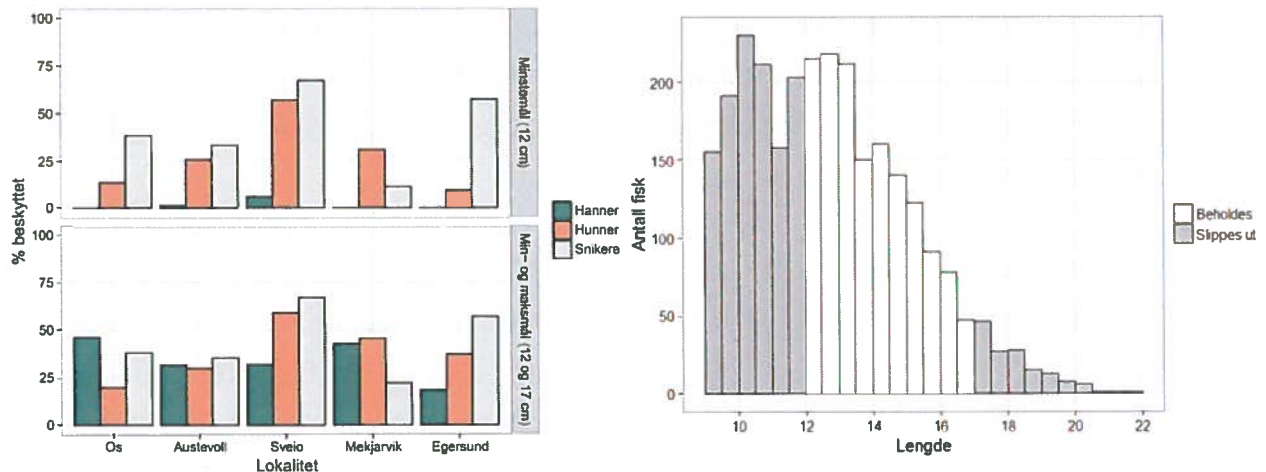 % beskyttet
100
75
50
25
0
Minstemål (12 cm)
100
75
50
25
0
Min- og maksmål (12 og 17 cm)
Os
Austevoll
Sveio
Mekjarvik
Egersund
Lokalitet
Hanner
Hunner
Snikere
Antall fisk
200
150
100
50
0
10
12
14
16
18
20
22
Lengde
Beholdes
Slippes ut